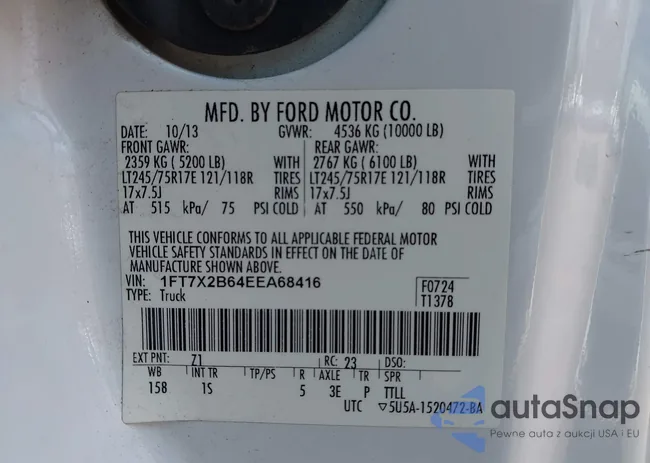 MFD. BY FORD MOTOR CO.
DATE: 10/13 GVWR: 4536 KG (10000 LB)
FRONT GAWR: REAR GAWR:
2359 KG ( 5200 LB) WITH 2767 KG ( 6100 LB) WITH
LT245/75R17E 121/118R TIRES LT245/75R17E 121/118R TIRES
17x7.5J RIMS 17x7.5J RIMS
AT 515 kPa/ 75 PSI COLD AT 550 kPa/ 80 PSI COLD
THIS VEHICLE CONFORMS TO ALL APPLICABLE FEDERAL MOTOR
VEHICLE SAFETY STANDARDS IN EFFECT ON THE DATE OF
MANUFACTURE SHOWN ABOVE.
VIN: 1FT7X2B64EEA68416 F0724
TYPE: Truck T137B
EXT PNT: Z1 RC: 23 DSO:
WB INT TR TP/PS R AXLE TR SPR
158 1S 5 3E P TTLL
UTC ▽5U5A-1520472-BA
autaSnap
Pewne auta z aukcji USA i EU